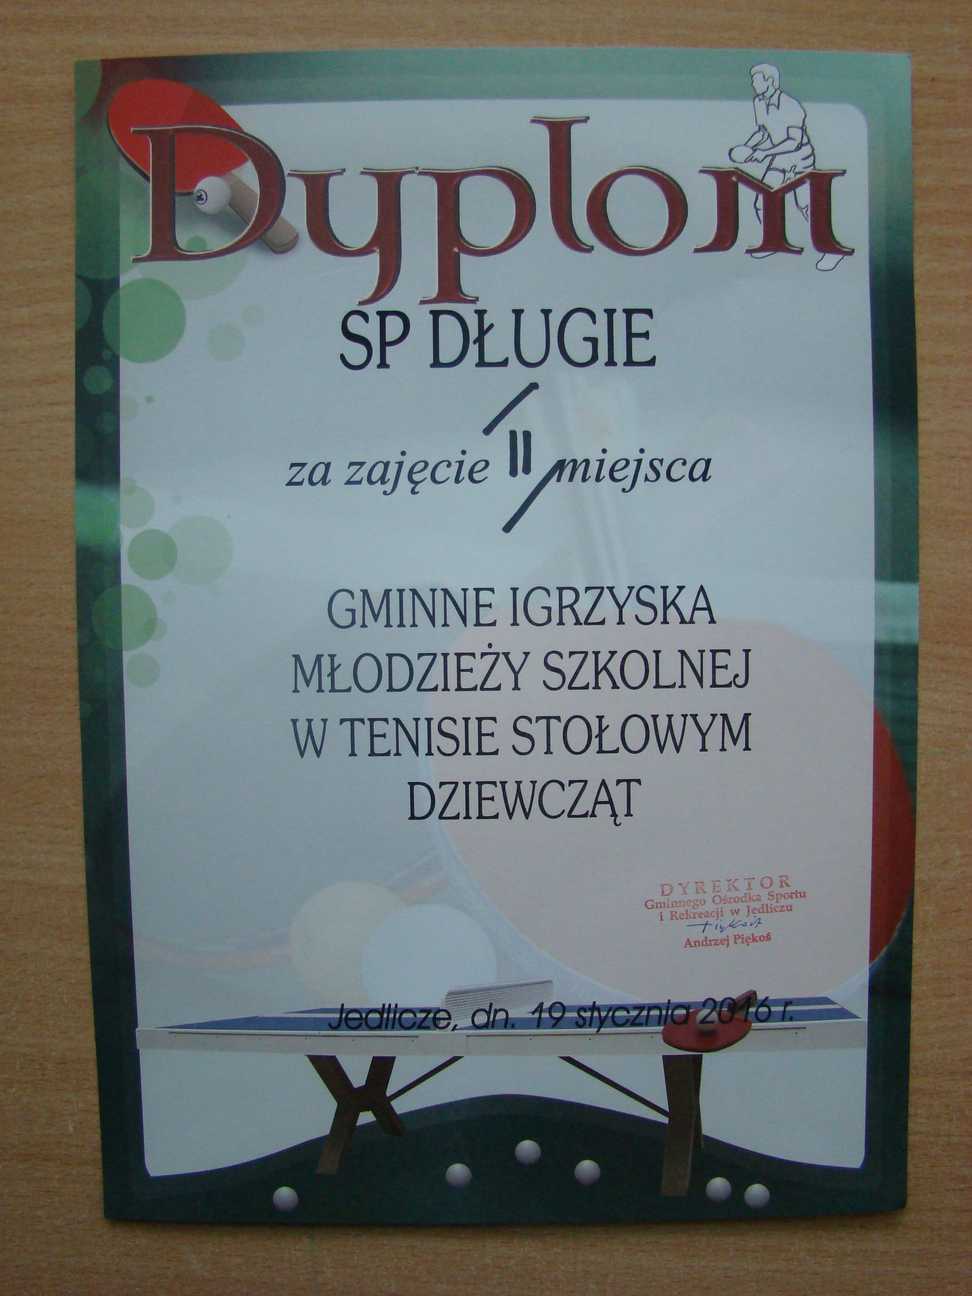 Dyplom
SP DŁUGIE
za zajęcie II miejsca
GMINNE IGRZYSKA
MŁODZIEŻY SZKOLNEJ
W TENISIE STOŁOWYM
DZIEWCZĄT
DYREKTOR
Gminnego Ośrodka Sportu
i Rekreacji w Jedliczu
Andrzej Piękoś
Jedlicze, dn. 19 stycznia 2016 r.